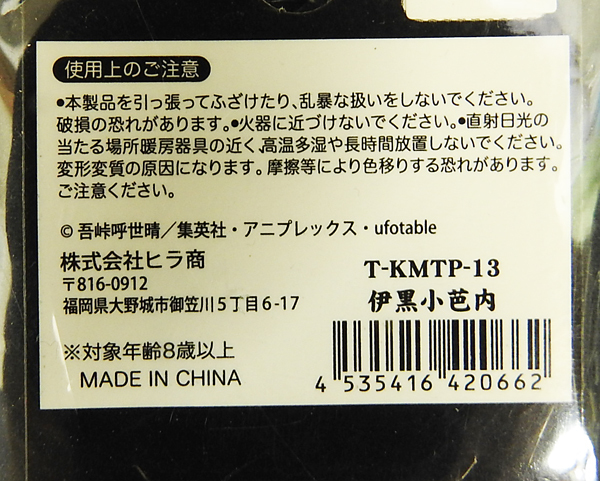 使用上のご注意
•本製品を引っ張ってふざけたり、乱暴な扱いをしないでください。
破損の恐れがあります。•火器に近づけないでください。•直射日光の
当たる場所暖房器具の近く、高温多湿や長時間放置しないでください。
変形変質の原因になります。摩擦等により色移りする恐れがあります。
ご注意ください。
© 吾峠呼世晴／集英社・アニプレックス・ufotable
株式会社ヒラ商
〒816-0912
福岡県大野城市御笠川5丁目6-17
T-KMTP-13
伊黒小芭内
※対象年齢8歳以上
MADE IN CHINA
4 535416 420662